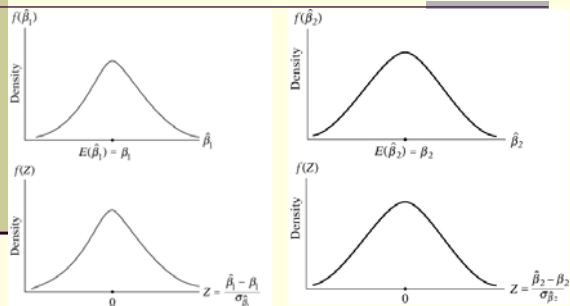 f(β̂₁)
Density
β̂₁
E(β̂₁) = β₁
f(β̂₂)
Density
β̂₂
E(β̂₂) = β₂
f(Z)
Density
0
Z = (β̂₁ − β₁) / σβ̂₁
f(Z)
Density
0
Z = (β̂₂ − β₂) / σβ̂₂